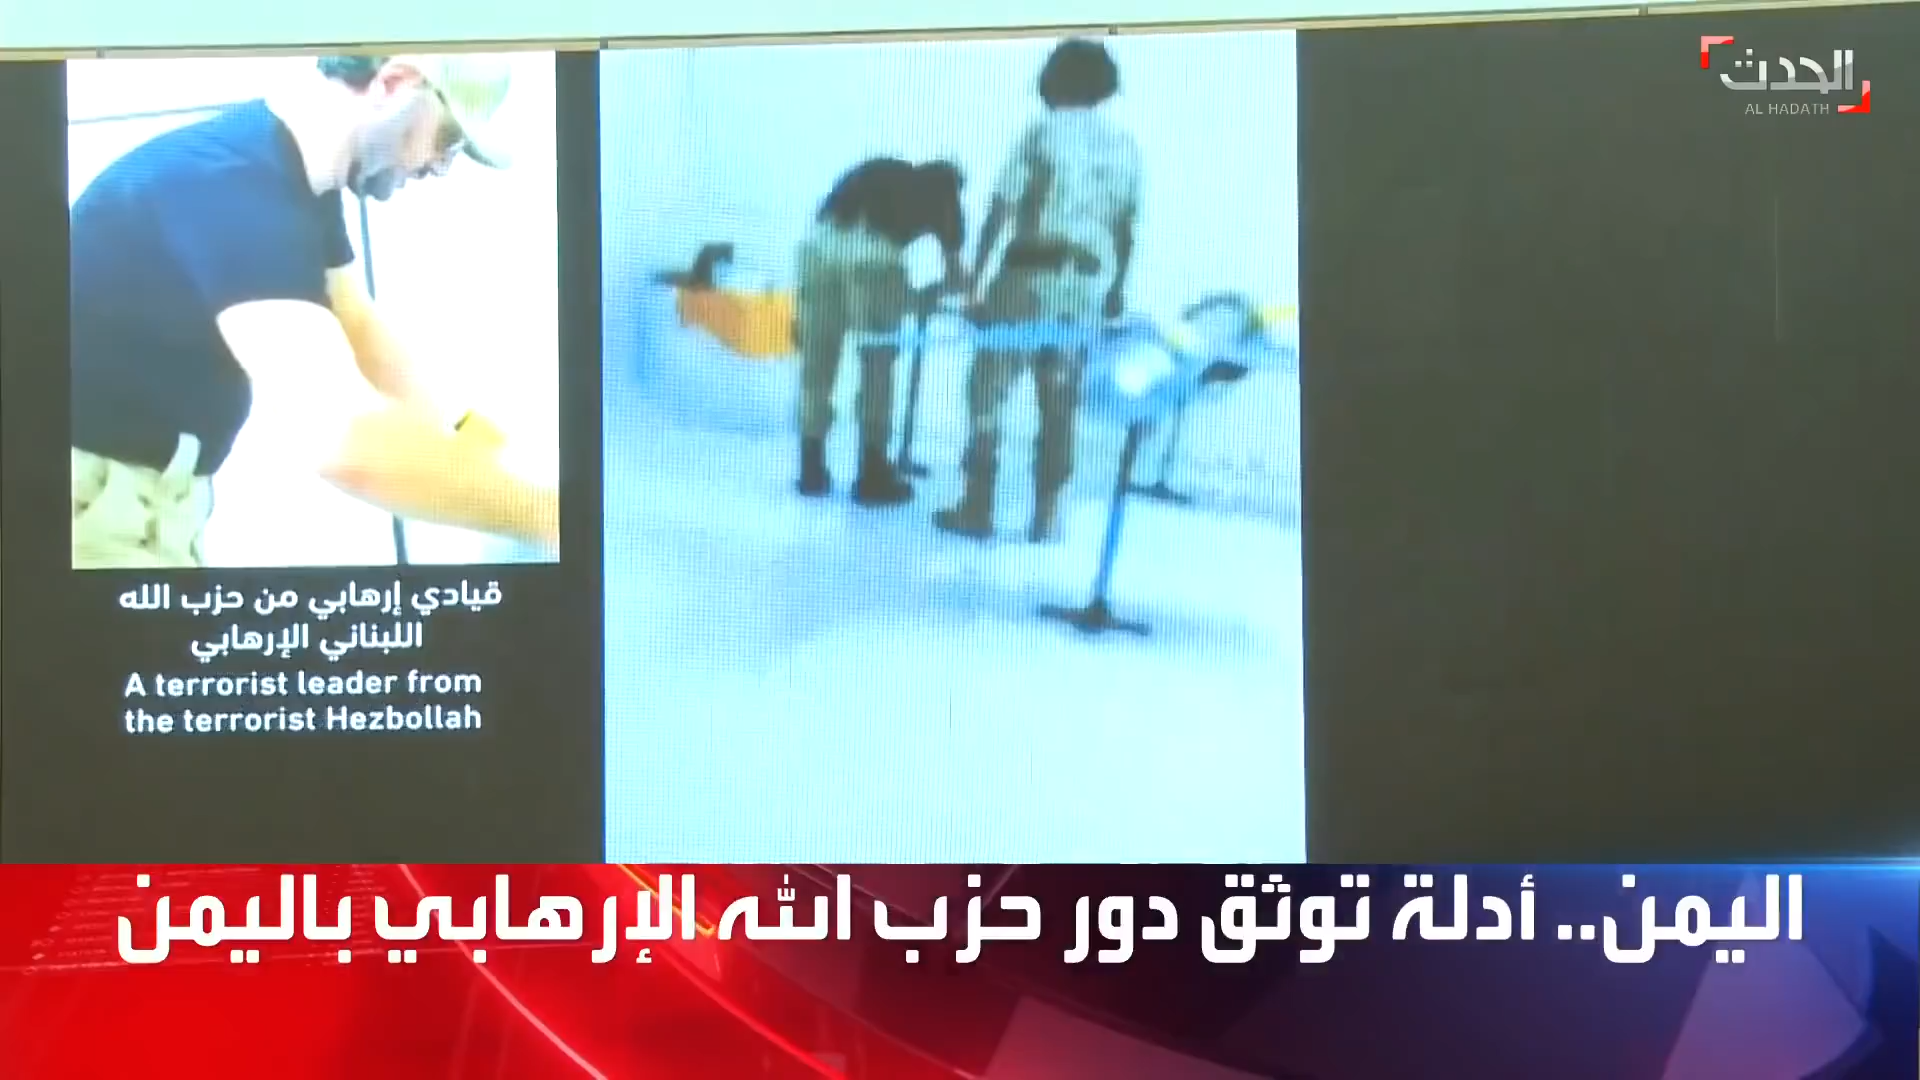 الحدث
AL HADATH
قيادي إرهابي من حزب الله
اللبناني الإرهابي
A terrorist leader from
the terrorist Hezbollah
اليمن.. أدلة توثق دور حزب الله الإرهابي باليمن